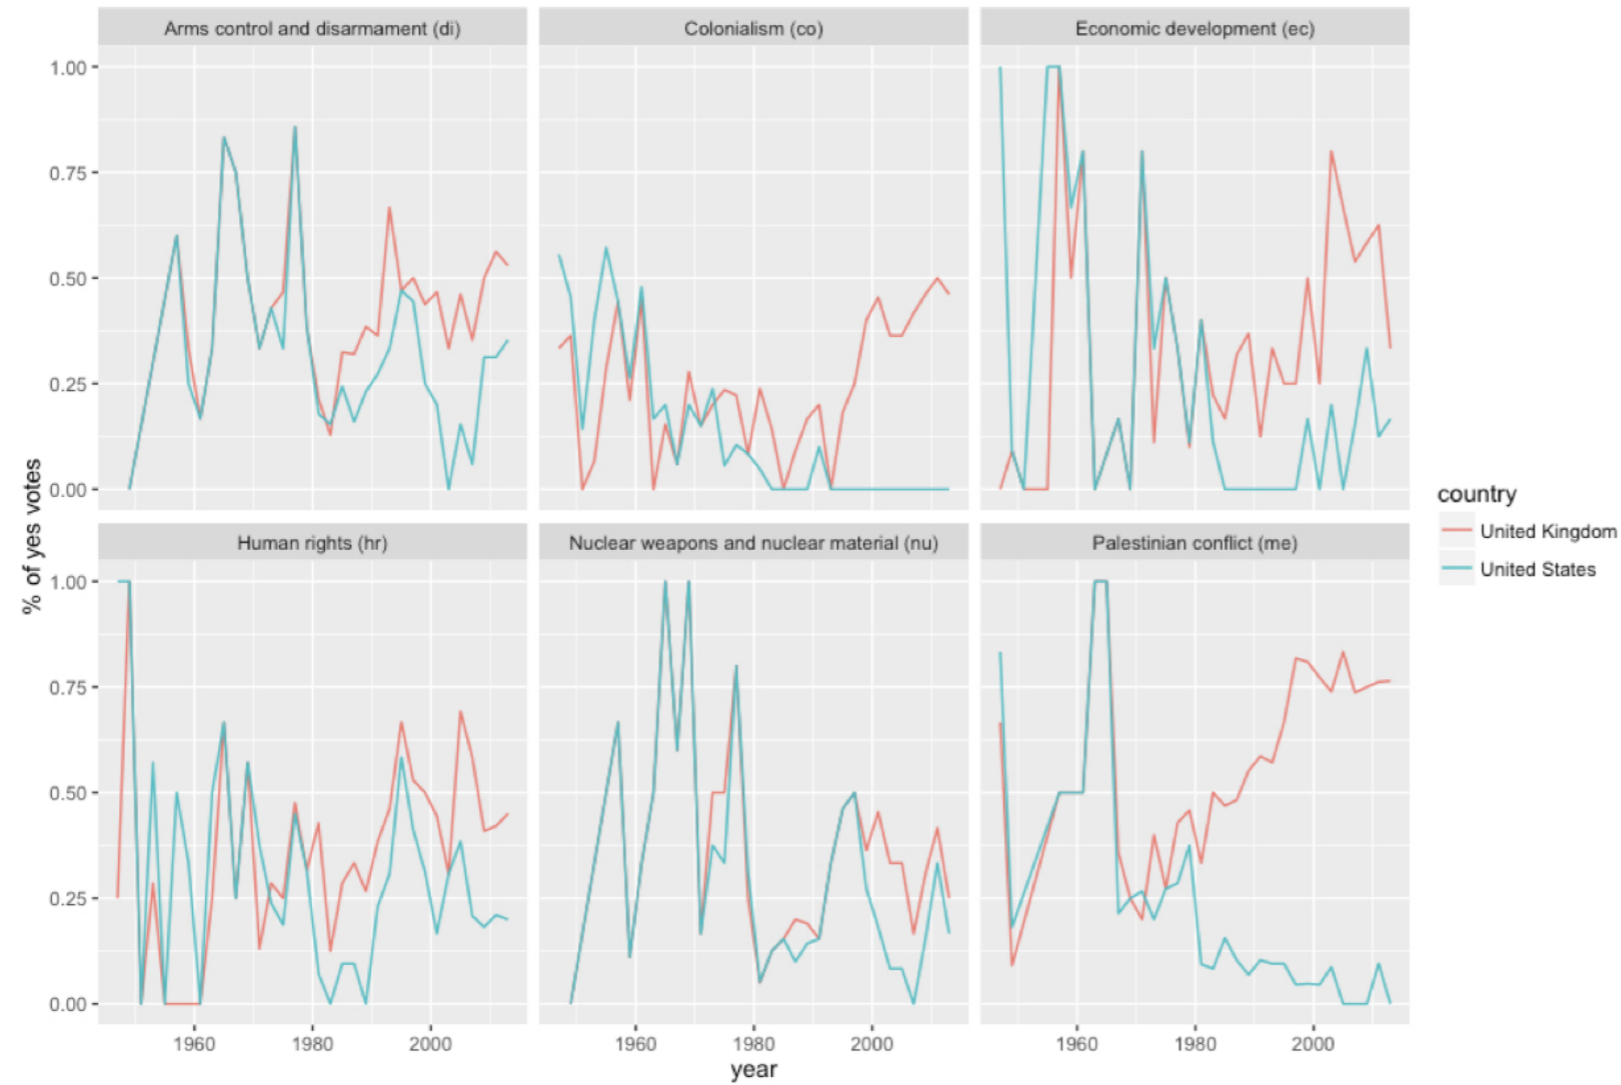 Arms control and disarmament (di)
Colonialism (co)
Economic development (ec)
1.00
0.75
0.50
0.25
0.00
Human rights (hr)
Nuclear weapons and nuclear material (nu)
Palestinian conflict (me)
1.00
0.75
0.50
0.25
0.00
1960 1980 2000
1960 1980 2000
1960 1980 2000
year
% of yes votes
country
United Kingdom
United States